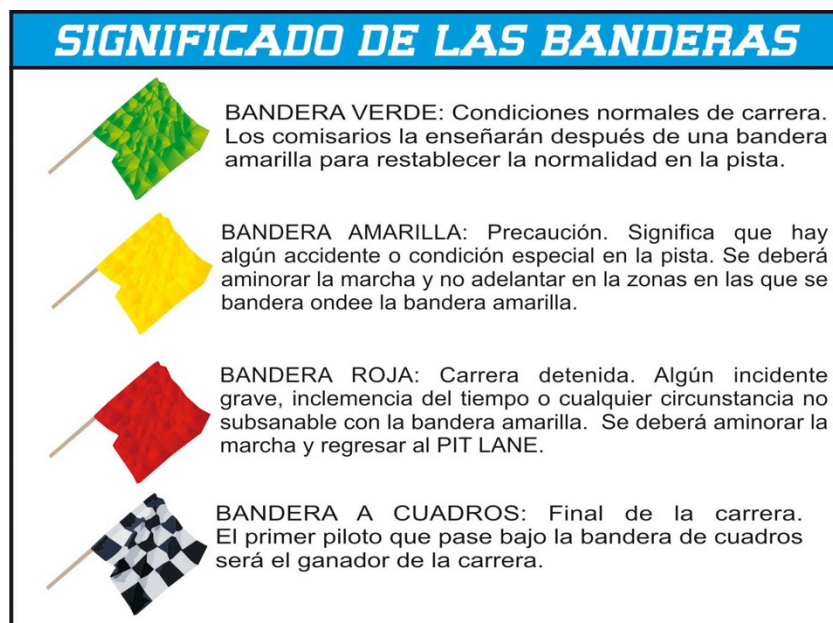 SIGNIFICADO DE LAS BANDERAS
BANDERA VERDE: Condiciones normales de carrera.
Los comisarios la enseñarán después de una bandera
amarilla para restablecer la normalidad en la pista.
BANDERA AMARILLA: Precaución. Significa que hay
algún accidente o condición especial en la pista. Se deberá
aminorar la marcha y no adelantar en la zonas en las que se
bandera ondee la bandera amarilla.
BANDERA ROJA: Carrera detenida. Algún incidente
grave, inclemencia del tiempo o cualquier circunstancia no
subsanable con la bandera amarilla. Se deberá aminorar la
marcha y regresar al PIT LANE.
BANDERA A CUADROS: Final de la carrera.
El primer piloto que pase bajo la bandera de cuadros
será el ganador de la carrera.